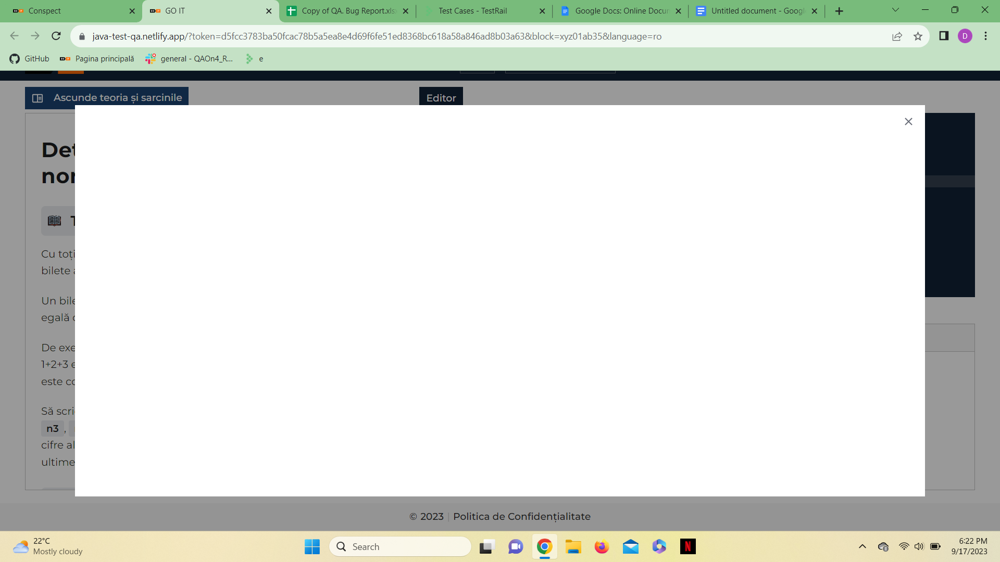 Conspect
GO IT
Copy of QA. Bug Report.xls
Test Cases - TestRail
Google Docs: Online Docu
Untitled document - Googl
java-test-qa.netlify.app/?token=d5fcc3783ba50fcac78b5a5ea8e4d69f6fe51ed8368bc618a58a846ad8b03a63&block=xyz01ab35&language=ro
D
GitHub
Pagina principală
general - QAOn4_R...
e
Ascunde teoria și sarcinile
Editor
Det
nor
T
Cu toți
bilete
Un bile
egală
De exe
1+2+3 e
este co
Să scri
n3 ,
cifre al
ultime
© 2023 | Politica de Confidențialitate
22°C
Mostly cloudy
Search
6:22 PM
9/17/2023